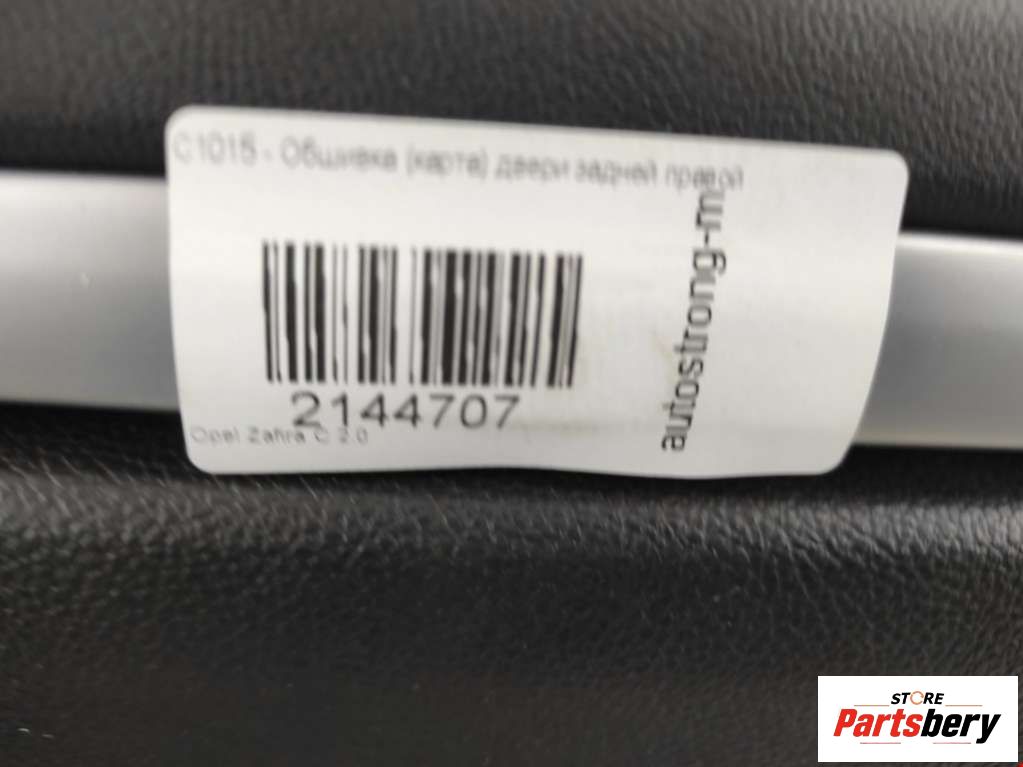 C1015 - Обшивка (карта) двери задней правой
autostrong-m
2144707
Opel Zafira C 2.0
STORE
Partsbery